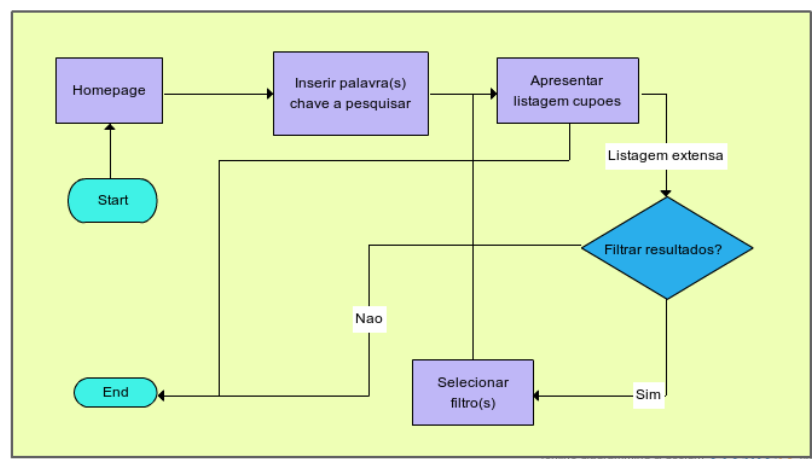 Homepage
Inserir palavra(s)
chave a pesquisar
Apresentar
listagem cupoes
Listagem extensa
Start
Filtrar resultados?
Nao
End
Selecionar
filtro(s)
Sim